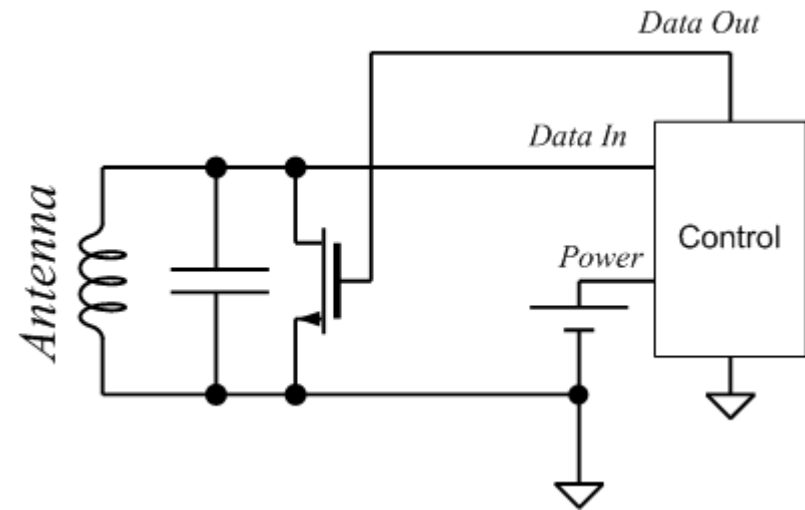 Data Out
Data In
Antenna
Control
Power